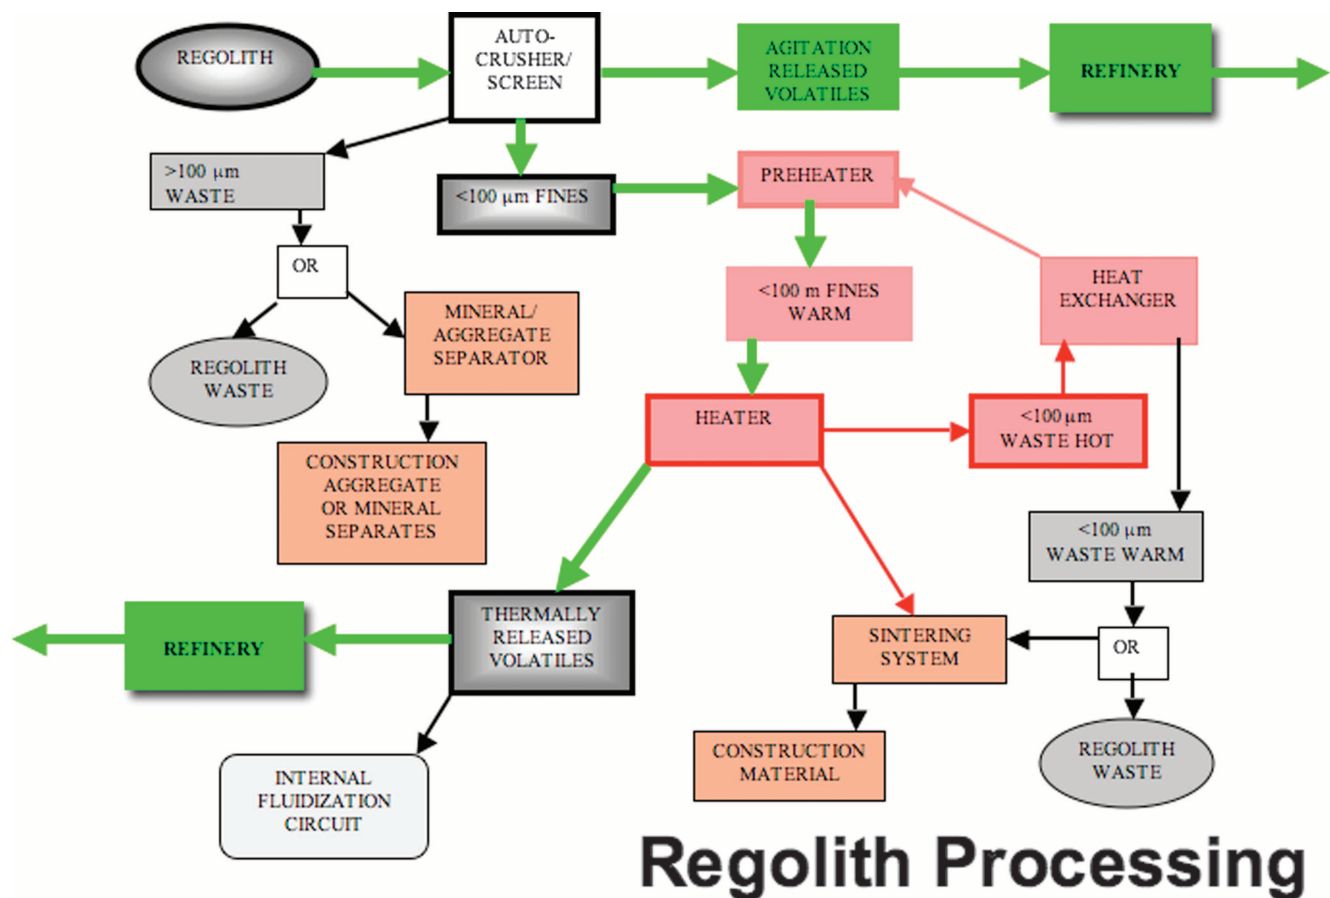 REGOLITH
AUTO-
CRUSHER/
SCREEN
AGITATION
RELEASED
VOLATILES
REFINERY
>100 µm
WASTE
<100 µm FINES
PREHEATER
OR
<100 m FINES
WARM
HEAT
EXCHANGER
MINERAL/
AGGREGATE
SEPARATOR
REGOLITH
WASTE
HEATER
<100 µm
WASTE HOT
CONSTRUCTION
AGGREGATE
OR MINERAL
SEPARATES
<100 µm
WASTE WARM
THERMALLY
RELEASED
VOLATILES
REFINERY
SINTERING
SYSTEM
OR
CONSTRUCTION
MATERIAL
REGOLITH
WASTE
INTERNAL
FLUIDIZATION
CIRCUIT
Regolith Processing